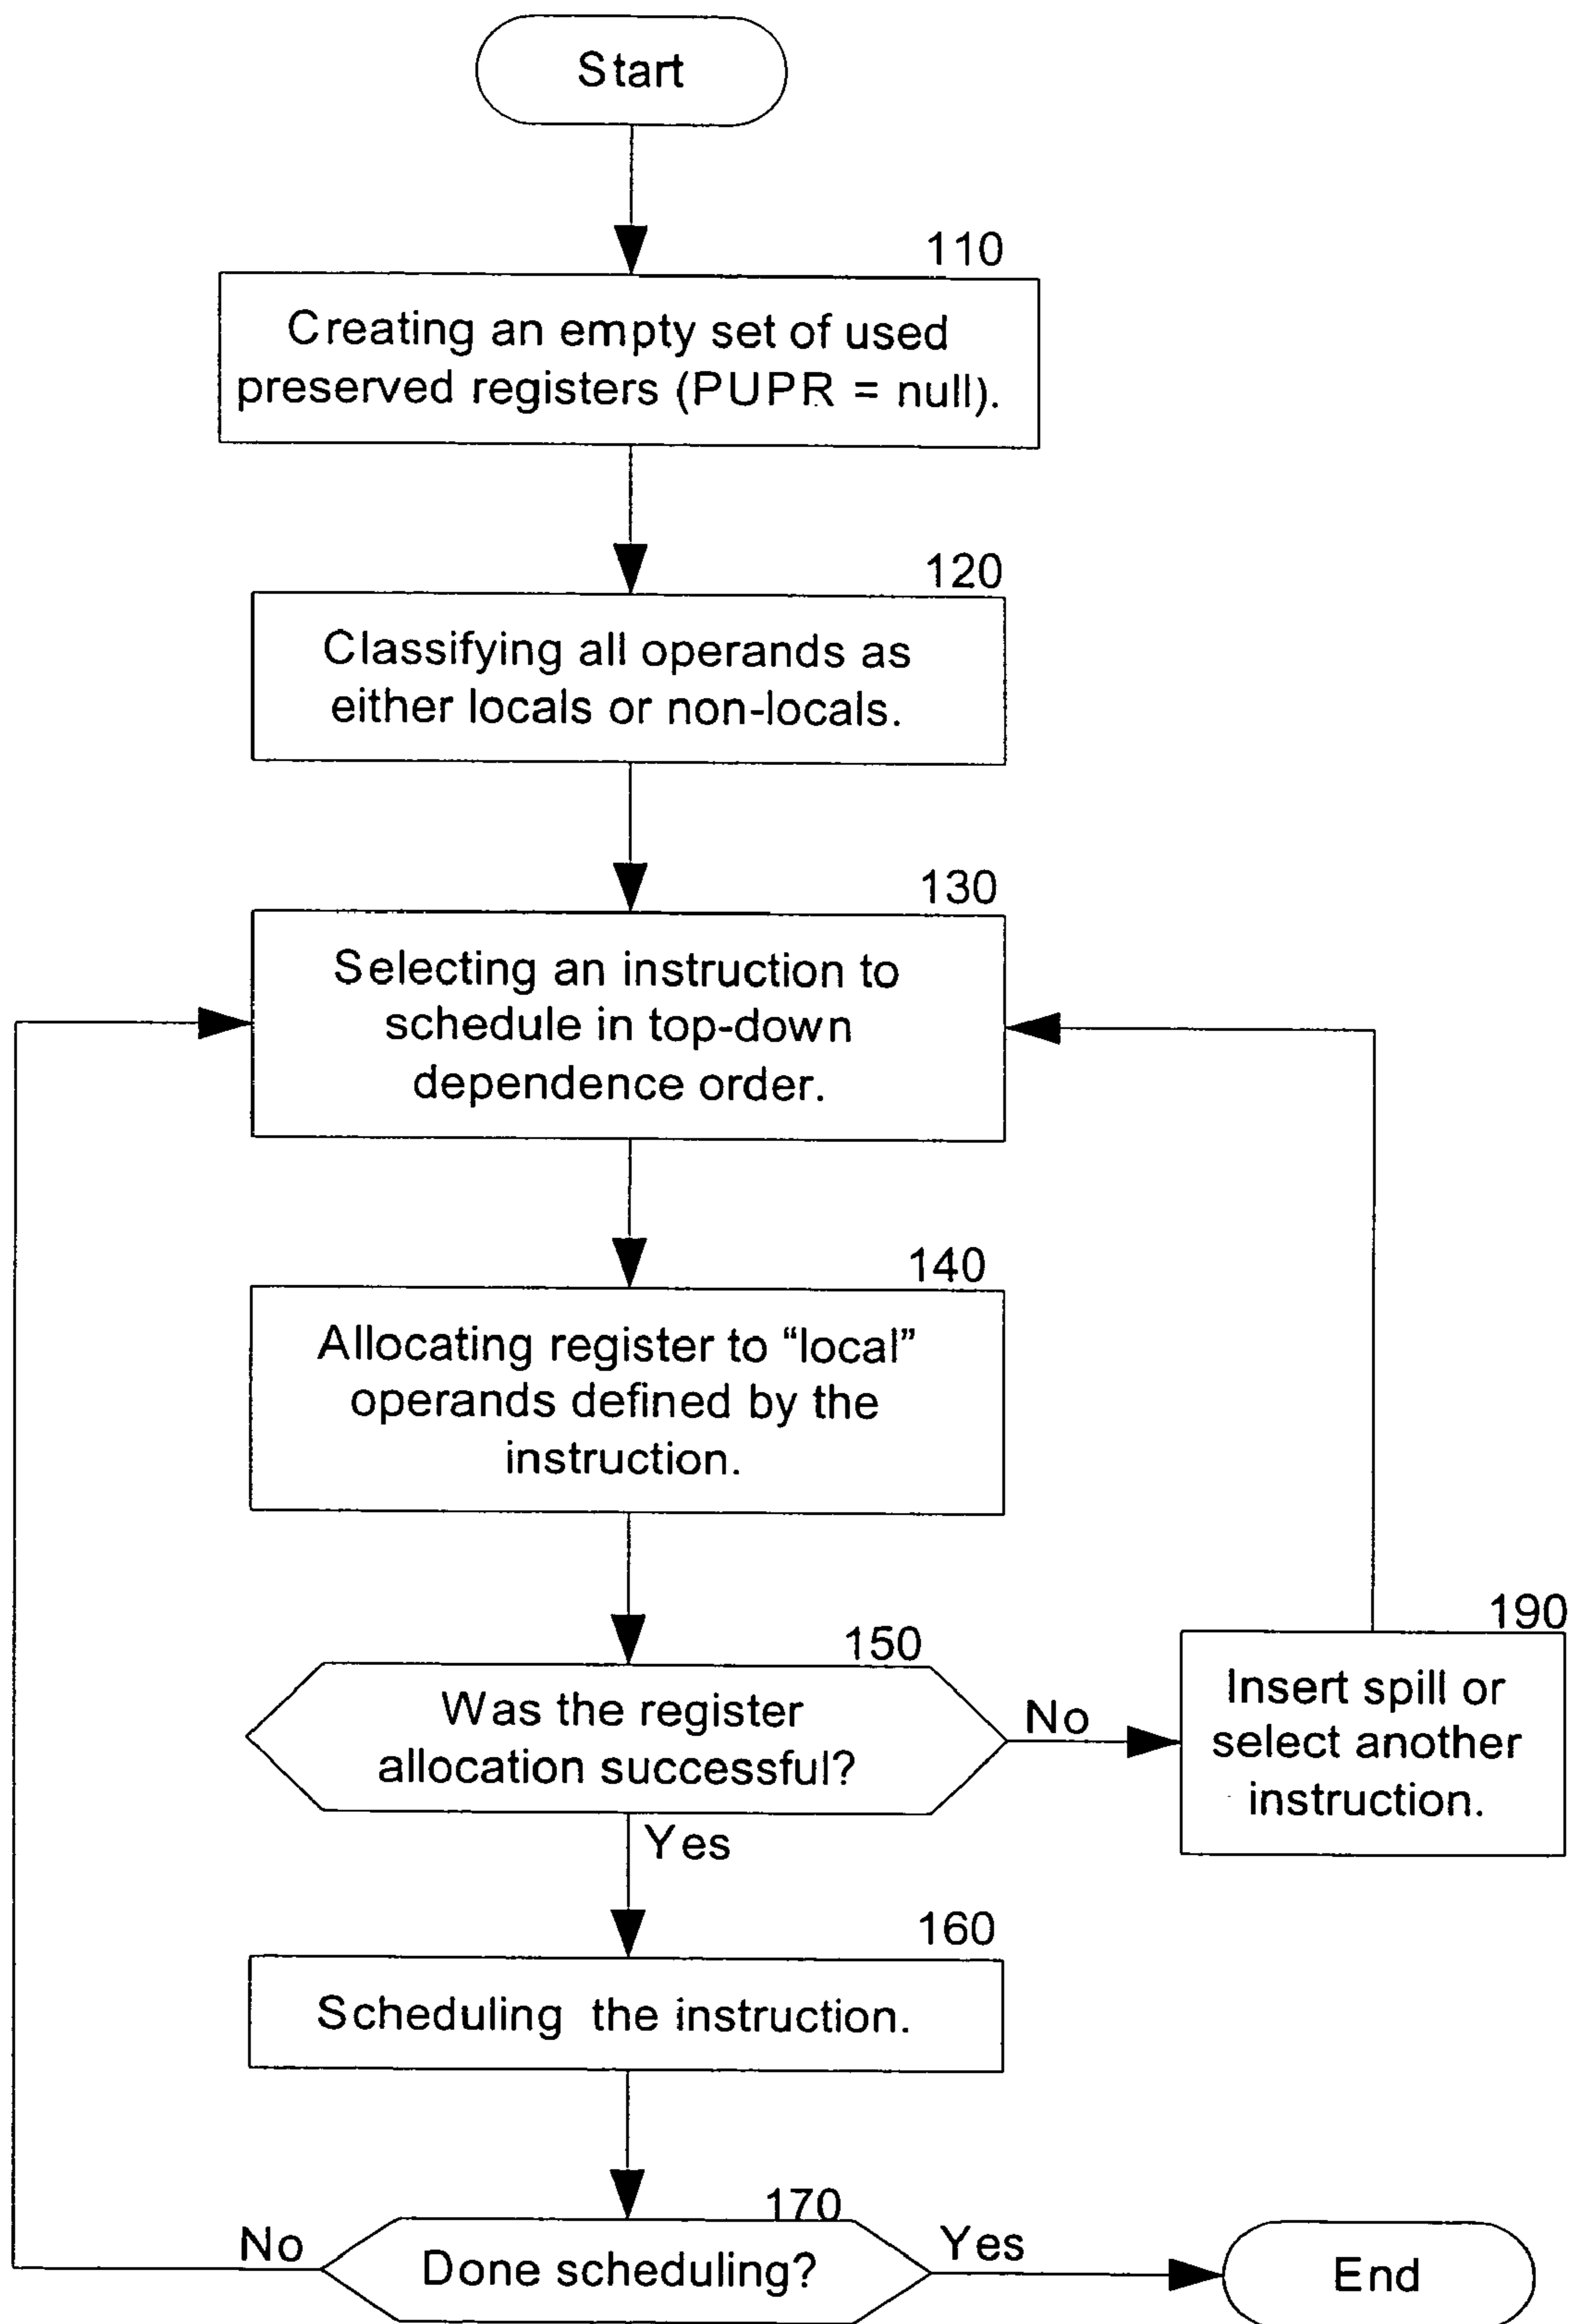 Start
110
Creating an empty set of used
preserved registers (PUPR = null).
120
Classifying all operands as
either locals or non-locals.
130
Selecting an instruction to
schedule in top-down
dependence order.
140
Allocating register to “local”
operands defined by the
instruction.
150
Was the register
allocation successful?
No
190
Insert spill or
select another
instruction.
Yes
160
Scheduling the instruction.
170
No
Done scheduling?
Yes
End